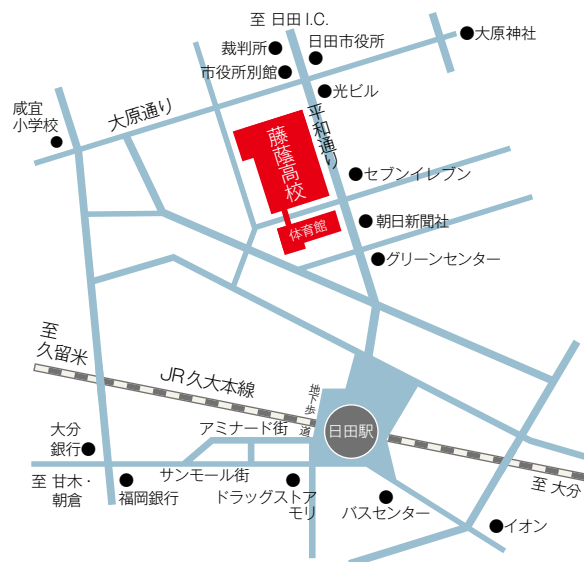 至 日田 I.C.
裁判所
日田市役所
大原神社
市役所別館
光ビル
咸宜
小学校
大原通り
平和通り
藤蔭高校
セブンイレブン
体育館
朝日新聞社
グリーンセンター
至
久留米
JR久大本線
地下歩道
アミナード街
日田駅
大分
銀行
サンモール街
至 甘木・
朝倉
福岡銀行
ドラッグストア
モリ
バスセンター
至 大分
イオン